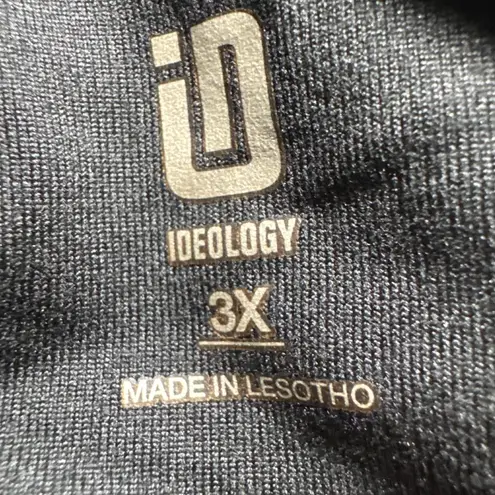 iD
IDEOLOGY
3X
MADE IN LESOTHO